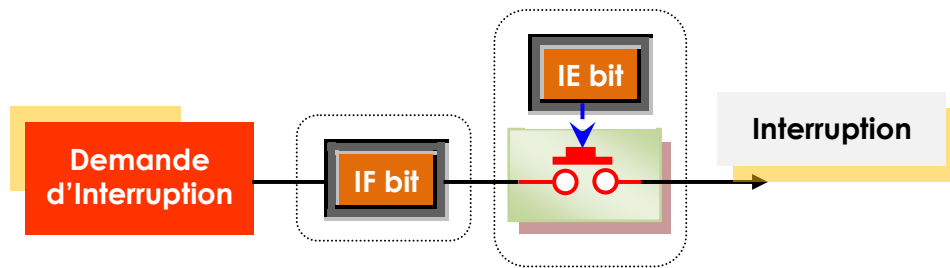 Demande
d’Interruption
IF bit
IE bit
Interruption